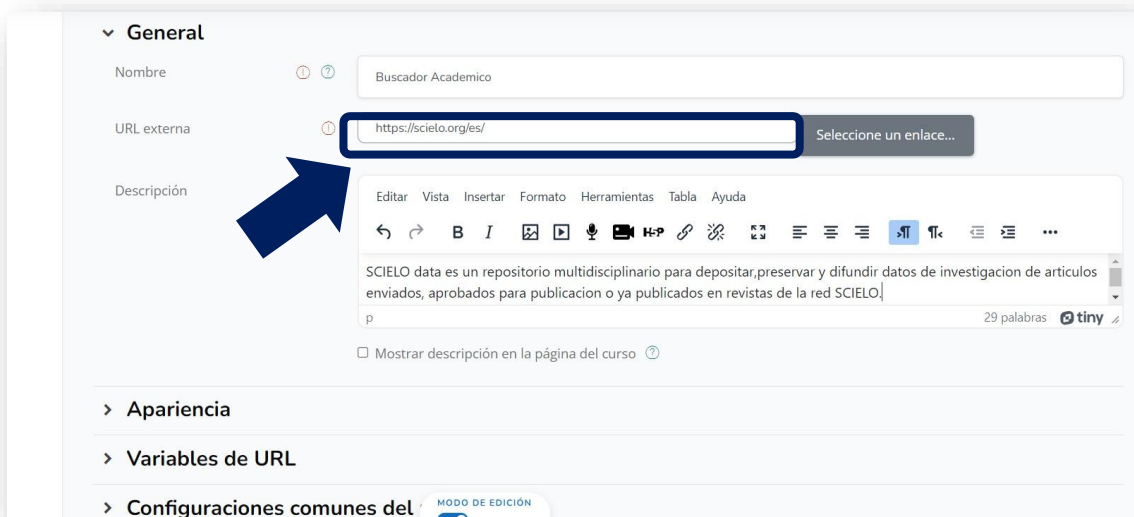 General
Nombre
Buscador Academico
URL externa
https://scielo.org/es/
Seleccione un enlace...
Descripción
Editar Vista Insertar Formato Herramientas Tabla Ayuda
B I H5P
SCIELO data es un repositorio multidisciplinario para depositar,preservar y difundir datos de investigacion de articulos
enviados, aprobados para publicacion o ya publicados en revistas de la red SCIELO.
p
29 palabras tiny
Mostrar descripción en la página del curso
Apariencia
Variables de URL
Configuraciones comunes del
MODO DE EDICIÓN